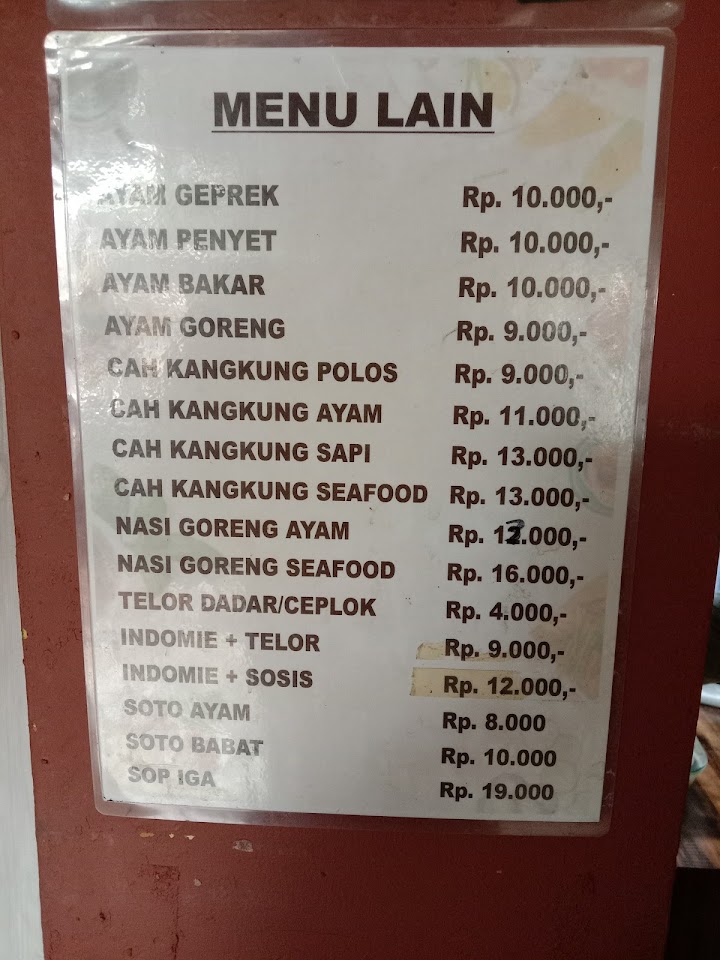 MENU LAIN
AYAM GEPREK Rp. 10.000,-
AYAM PENYET Rp. 10.000,-
AYAM BAKAR Rp. 10.000,-
AYAM GORENG Rp. 9.000,-
CAH KANGKUNG POLOS Rp. 9.000,-
CAH KANGKUNG AYAM Rp. 11.000,-
CAH KANGKUNG SAPI Rp. 13.000,-
CAH KANGKUNG SEAFOOD Rp. 13.000,-
NASI GORENG AYAM Rp. 13.000,-
NASI GORENG SEAFOOD Rp. 16.000,-
TELOR DADAR/CEPLOK Rp. 4.000,-
INDOMIE + TELOR Rp. 9.000,-
INDOMIE + SOSIS Rp. 12.000,-
SOTO AYAM Rp. 8.000
SOTO BABAT Rp. 10.000
SOP IGA Rp. 19.000